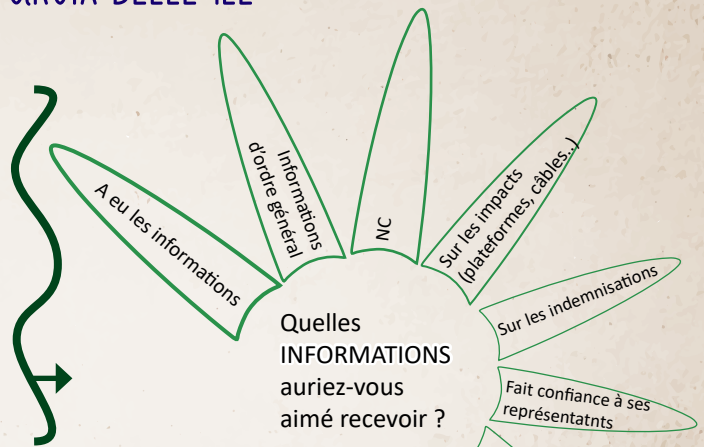 A eu les informations
Informations
d'ordre général
NC
Sur les impacts
(plateformes, câbles..)
Sur les indemnisations
Fait confiance à ses
représentatnts
Quelles
INFORMATIONS
auriez-vous
aimé recevoir ?